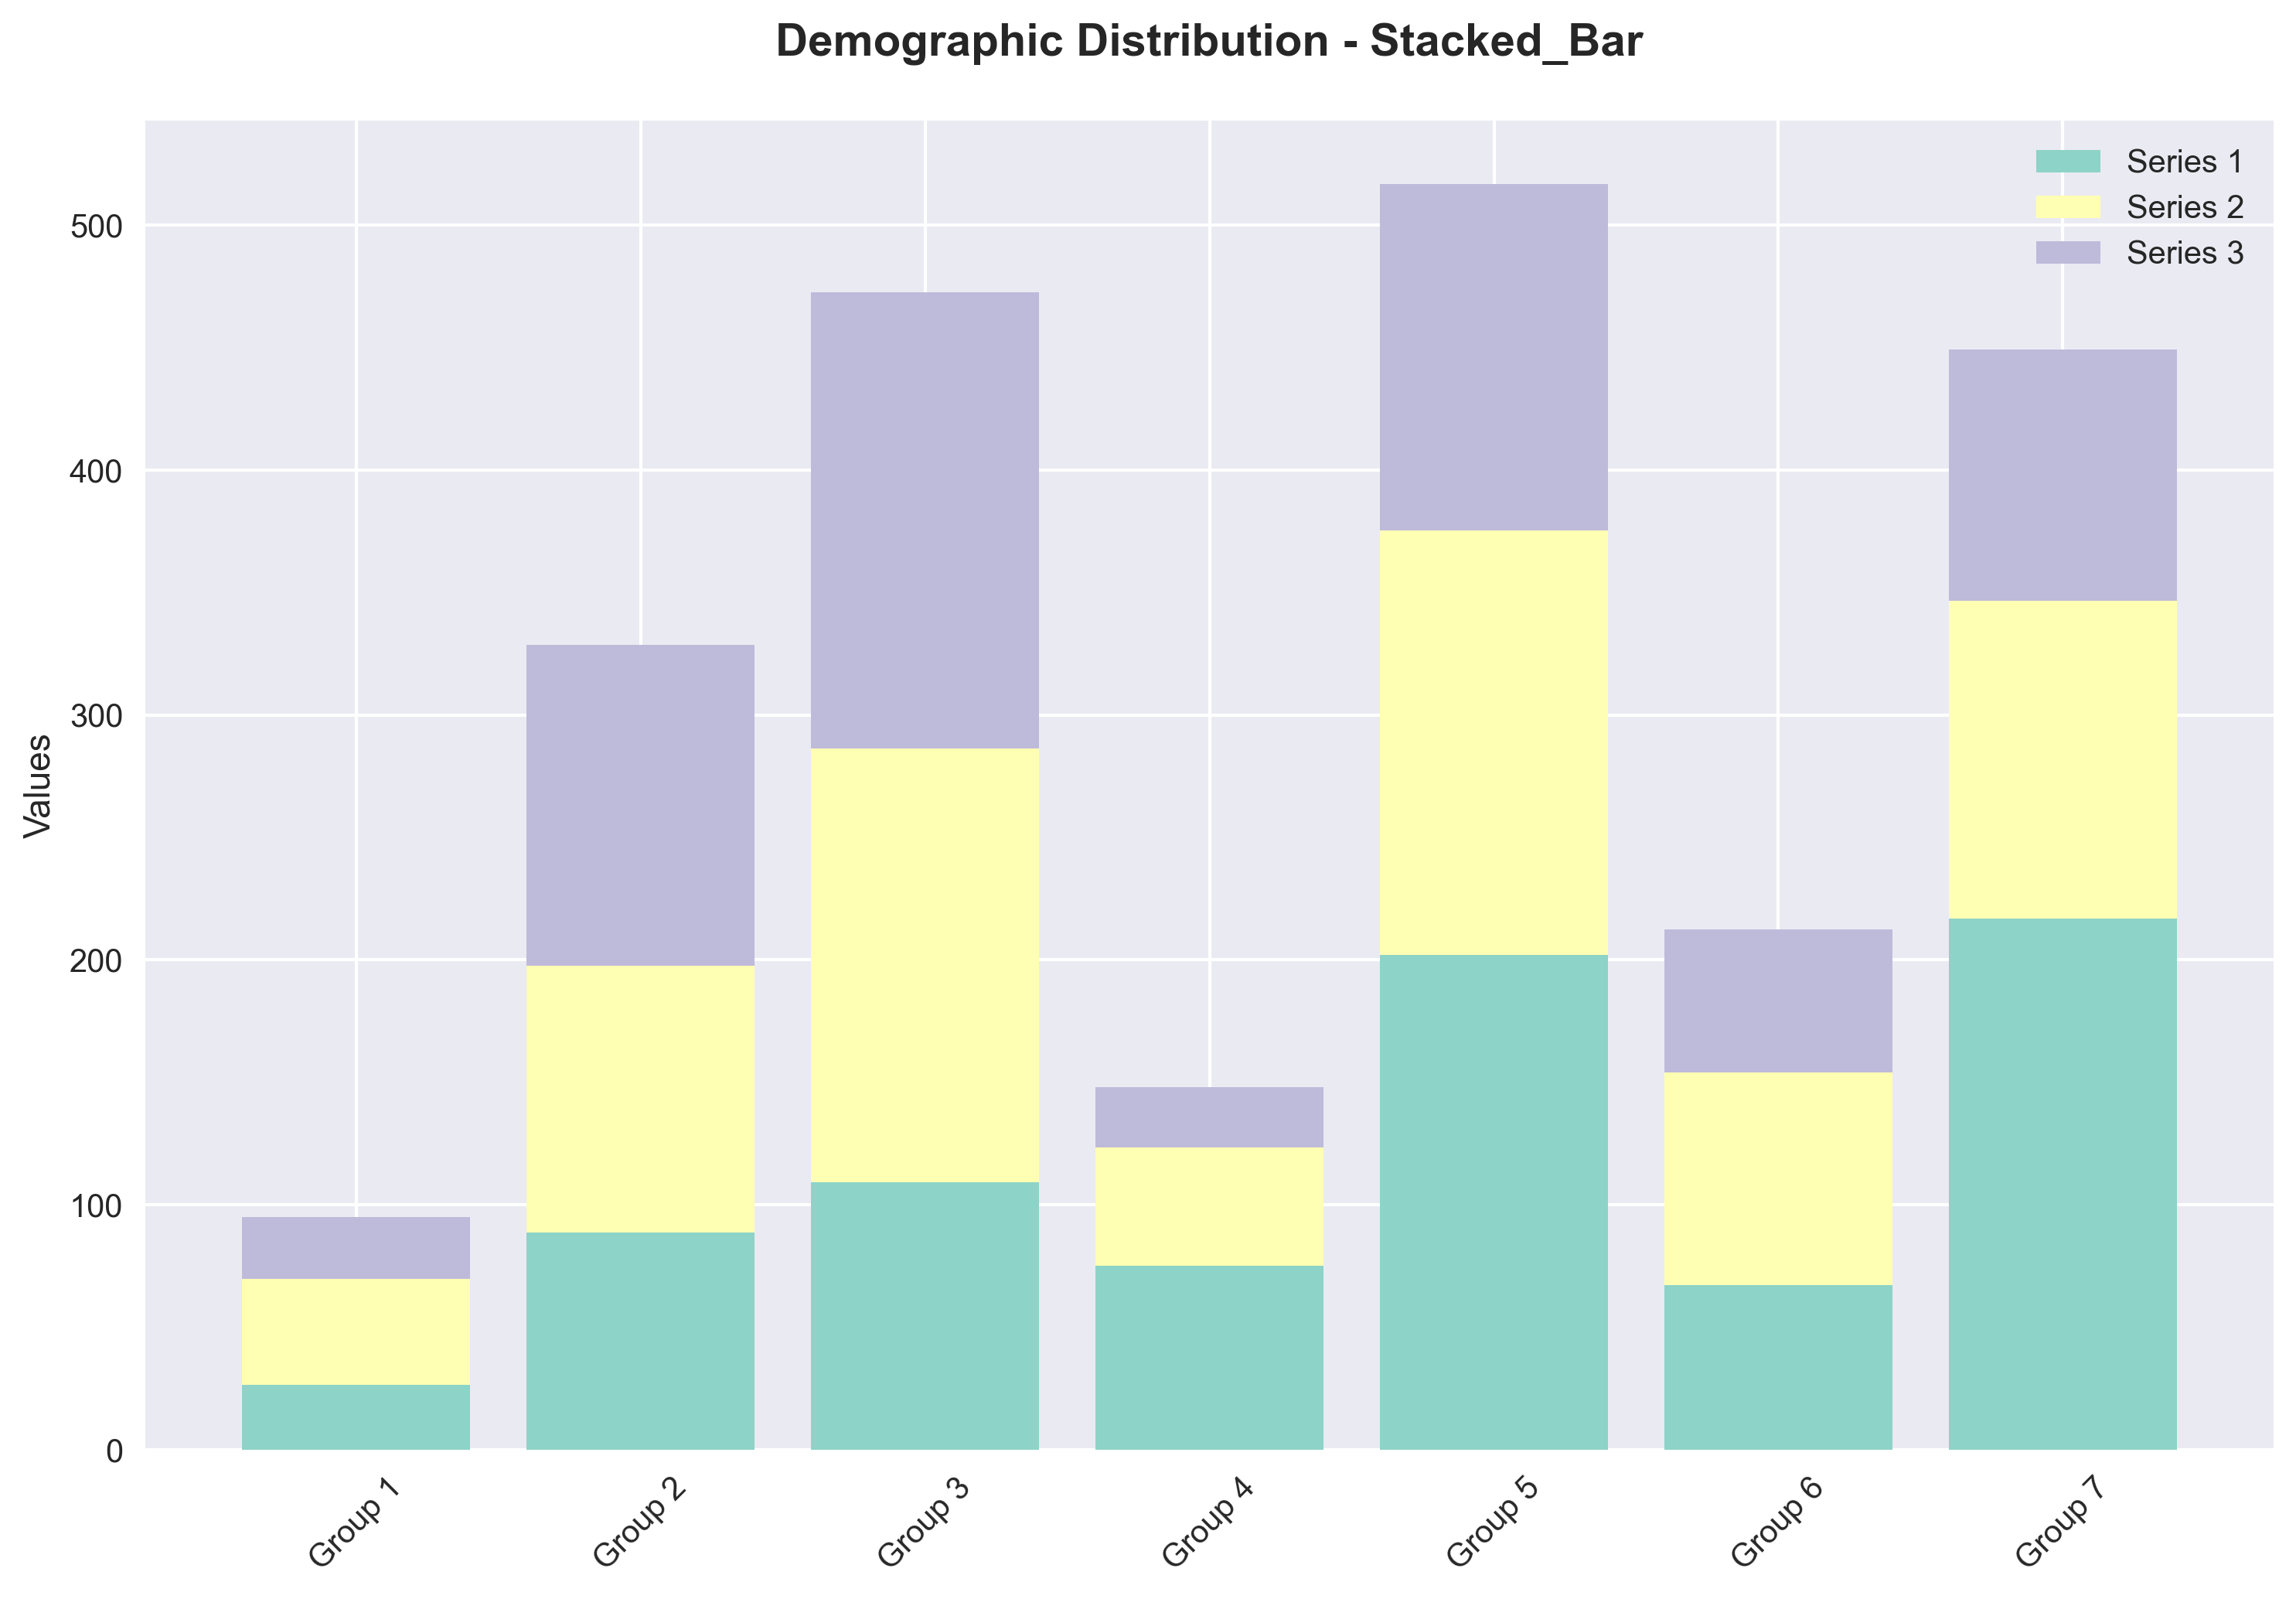 Demographic Distribution - Stacked_Bar
Series 1
Series 2
Series 3
Values
500
400
300
200
100
0
Group 1
Group 2
Group 3
Group 4
Group 5
Group 6
Group 7